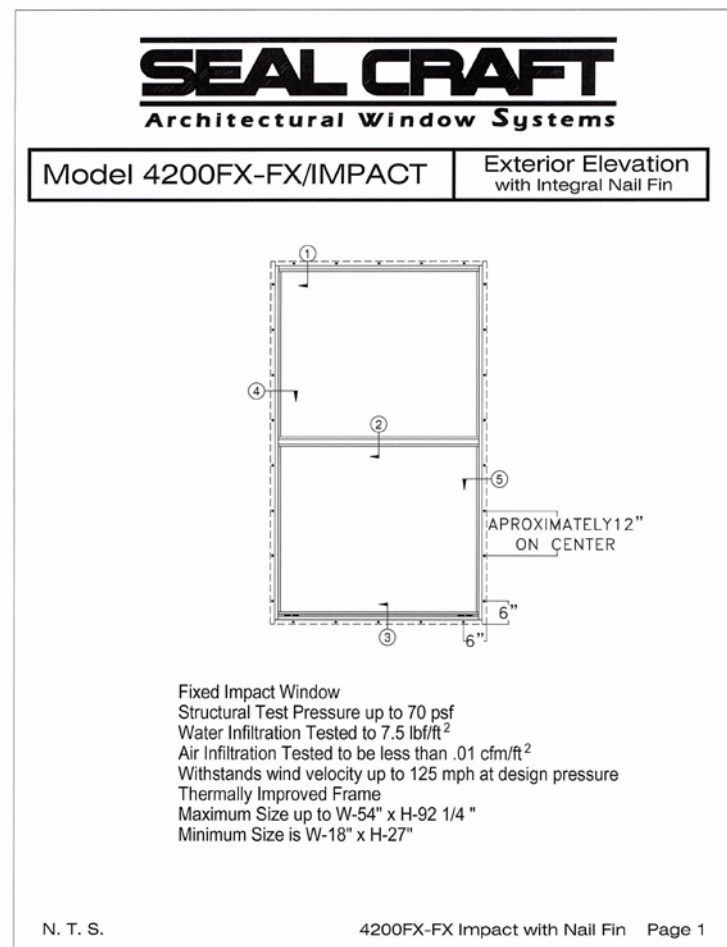 SEAL CRAFT
Architectural Window Systems
Model 4200FX-FX/IMPACT
Exterior Elevation
with Integral Nail Fin
1
4
2
5
APROXIMATELY12"
ON CENTER
6"
6"
3
Fixed Impact Window
Structural Test Pressure up to 70 psf
Water Infiltration Tested to 7.5 lbf/ft²
Air Infiltration Tested to be less than .01 cfm/ft²
Withstands wind velocity up to 125 mph at design pressure
Thermally Improved Frame
Maximum Size up to W-54" x H-92 1/4 "
Minimum Size is W-18" x H-27"
N. T. S.
4200FX-FX Impact with Nail Fin Page 1